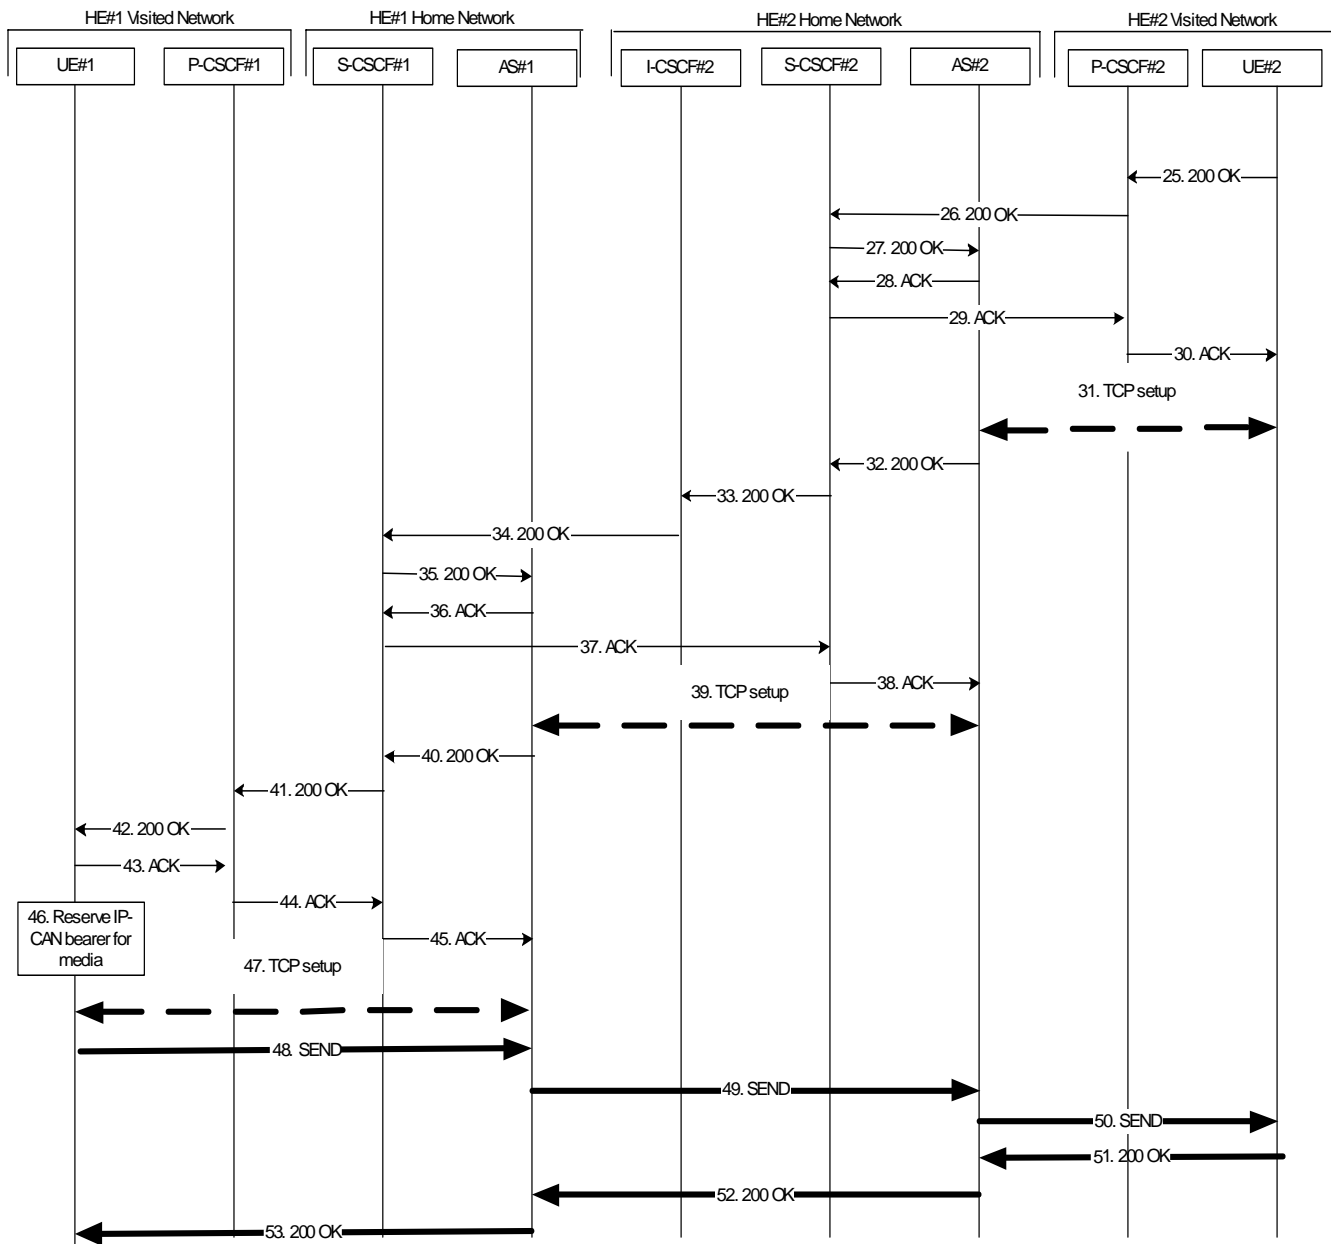 HE#1 Visited Network
HE#1 Home Network
HE#2 Home Network
HE#2 Visited Network
UE#1
P-CSCF#1
S-CSCF#1
AS#1
I-CSCF#2
S-CSCF#2
AS#2
P-CSCF#2
UE#2
25. 200 OK
26. 200 OK
27. 200 OK
28. ACK
29. ACK
30. ACK
31. TCP setup
32. 200 OK
33. 200 OK
34. 200 OK
35. 200 OK
36. ACK
37. ACK
38. ACK
39. TCP setup
40. 200 OK
41. 200 OK
42. 200 OK
43. ACK
44. ACK
45. ACK
46. Reserve IP-
CAN bearer for
media
47. TCP setup
48. SEND
49. SEND
50. SEND
51. 200 OK
52. 200 OK
53. 200 OK